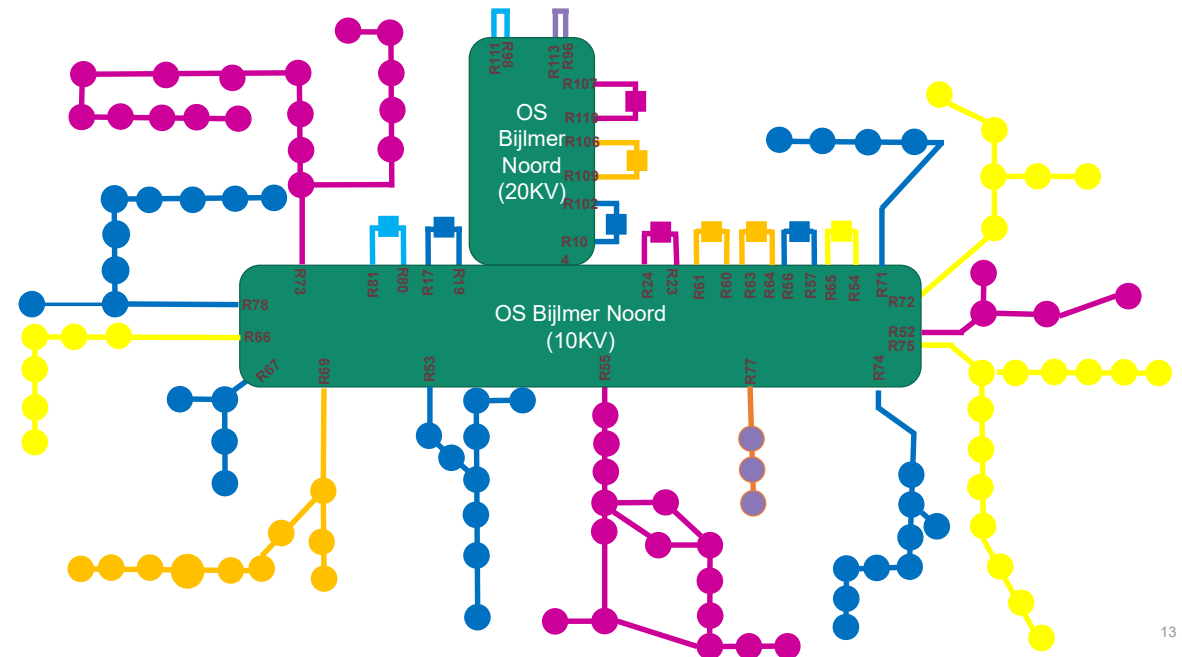 R111
R98
R113
R96
R107
R110
R106
R109
R102
R10
4
OS
Bijlmer
Noord
(20KV)
R73
R81
R80
R17
R19
R24
R23
R61
R60
R63
R64
R56
R57
R65
R54
R71
R72
R78
R66
OS Bijlmer Noord
(10KV)
R52
R75
R67
R69
R53
R55
R77
R74
13